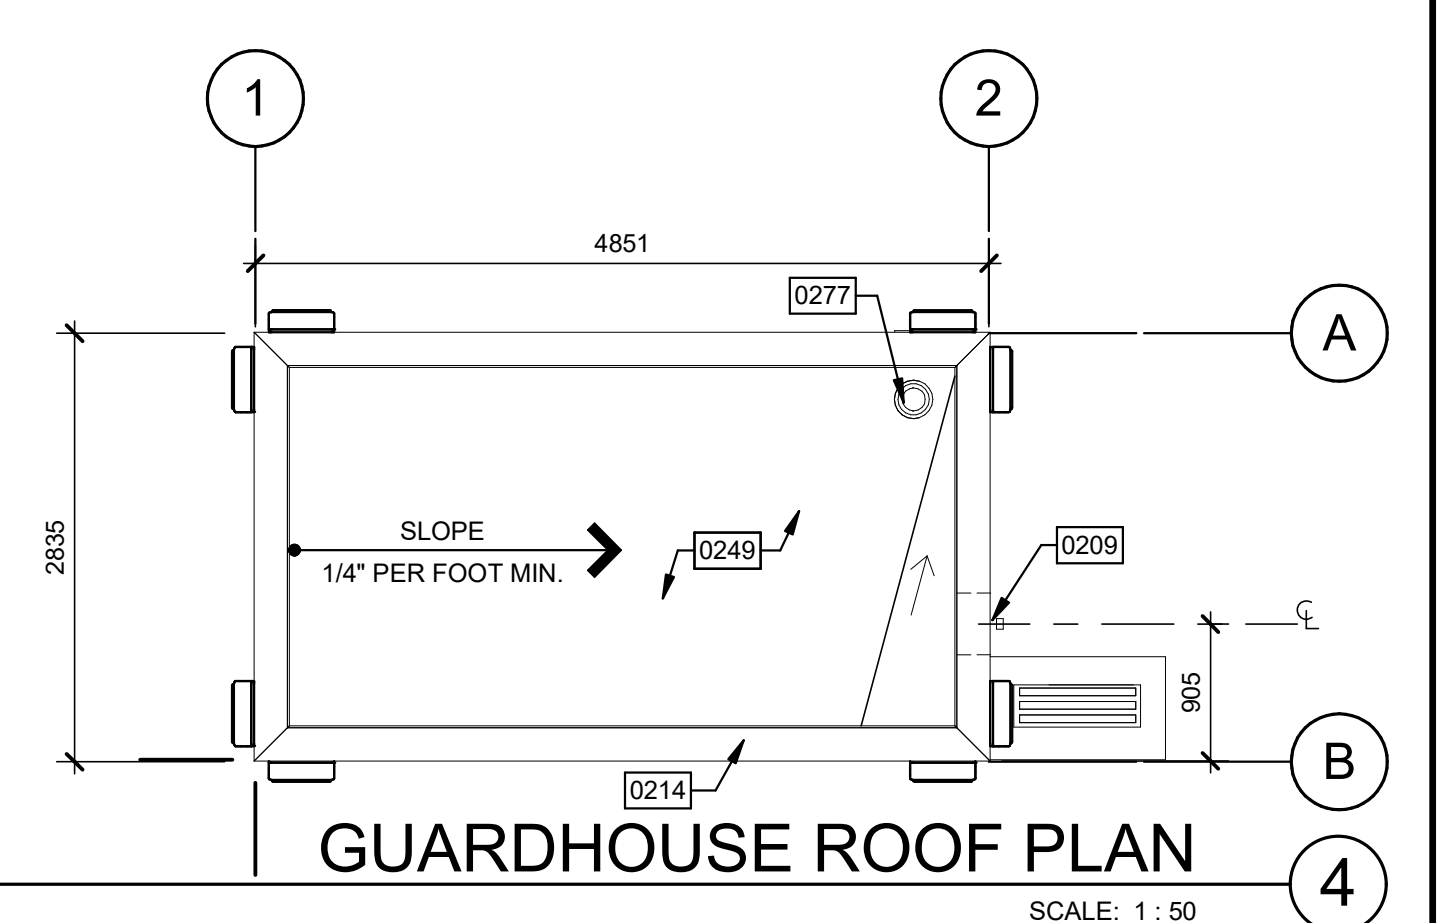 1
2
4851
0277
A
2835
SLOPE
1/4" PER FOOT MIN.
0249
0209
℄
905
B
0214
GUARDHOUSE ROOF PLAN
4
SCALE: 1 : 50